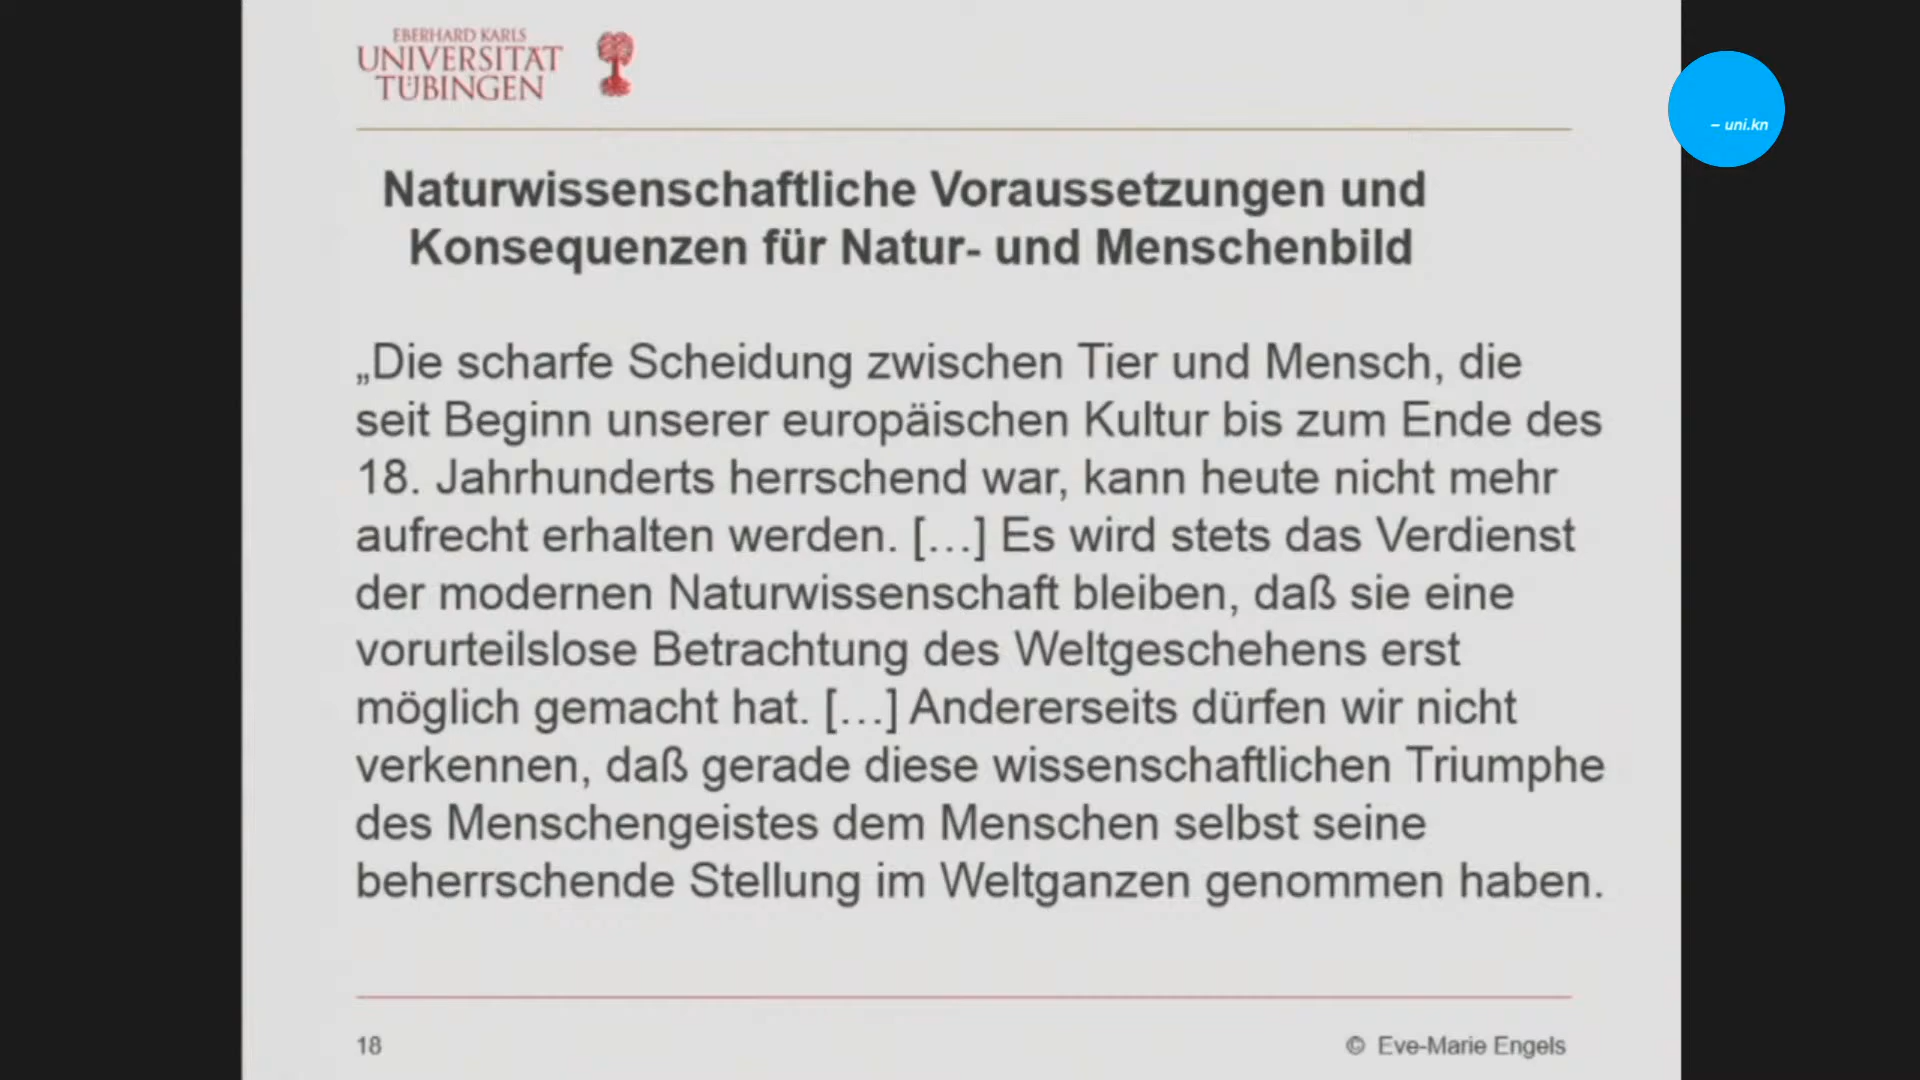 EBERHARD KARLS
UNIVERSITÄT
TÜBINGEN
– uni.kn
Naturwissenschaftliche Voraussetzungen und
Konsequenzen für Natur- und Menschenbild
„Die scharfe Scheidung zwischen Tier und Mensch, die
seit Beginn unserer europäischen Kultur bis zum Ende des
18. Jahrhunderts herrschend war, kann heute nicht mehr
aufrecht erhalten werden. […] Es wird stets das Verdienst
der modernen Naturwissenschaft bleiben, daß sie eine
vorurteilslose Betrachtung des Weltgeschehens erst
möglich gemacht hat. […] Andererseits dürfen wir nicht
verkennen, daß gerade diese wissenschaftlichen Triumphe
des Menschengeistes dem Menschen selbst seine
beherrschende Stellung im Weltganzen genommen haben.
18
© Eve-Marie Engels